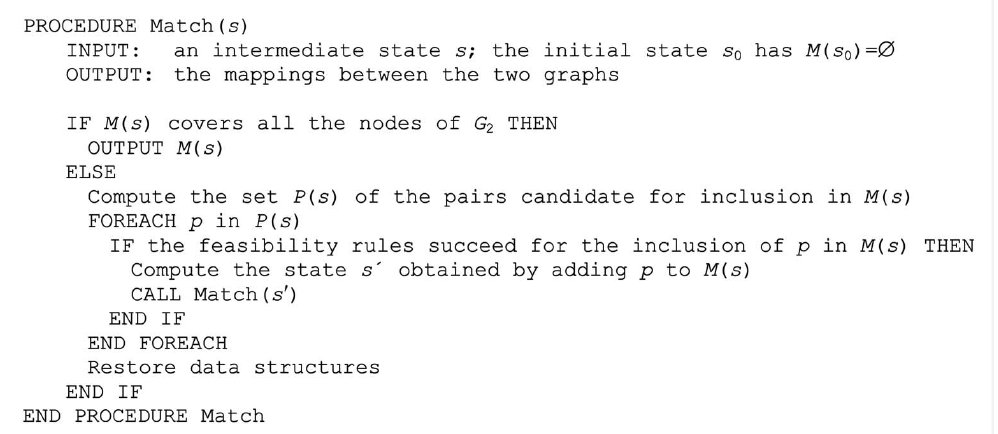 PROCEDURE Match(s)
INPUT: an intermediate state s; the initial state s₀ has M(s₀)=∅
OUTPUT: the mappings between the two graphs
IF M(s) covers all the nodes of G₂ THEN
OUTPUT M(s)
ELSE
Compute the set P(s) of the pairs candidate for inclusion in M(s)
FOREACH p in P(s)
IF the feasibility rules succeed for the inclusion of p in M(s) THEN
Compute the state s´ obtained by adding p to M(s)
CALL Match(s′)
END IF
END FOREACH
Restore data structures
END IF
END PROCEDURE Match